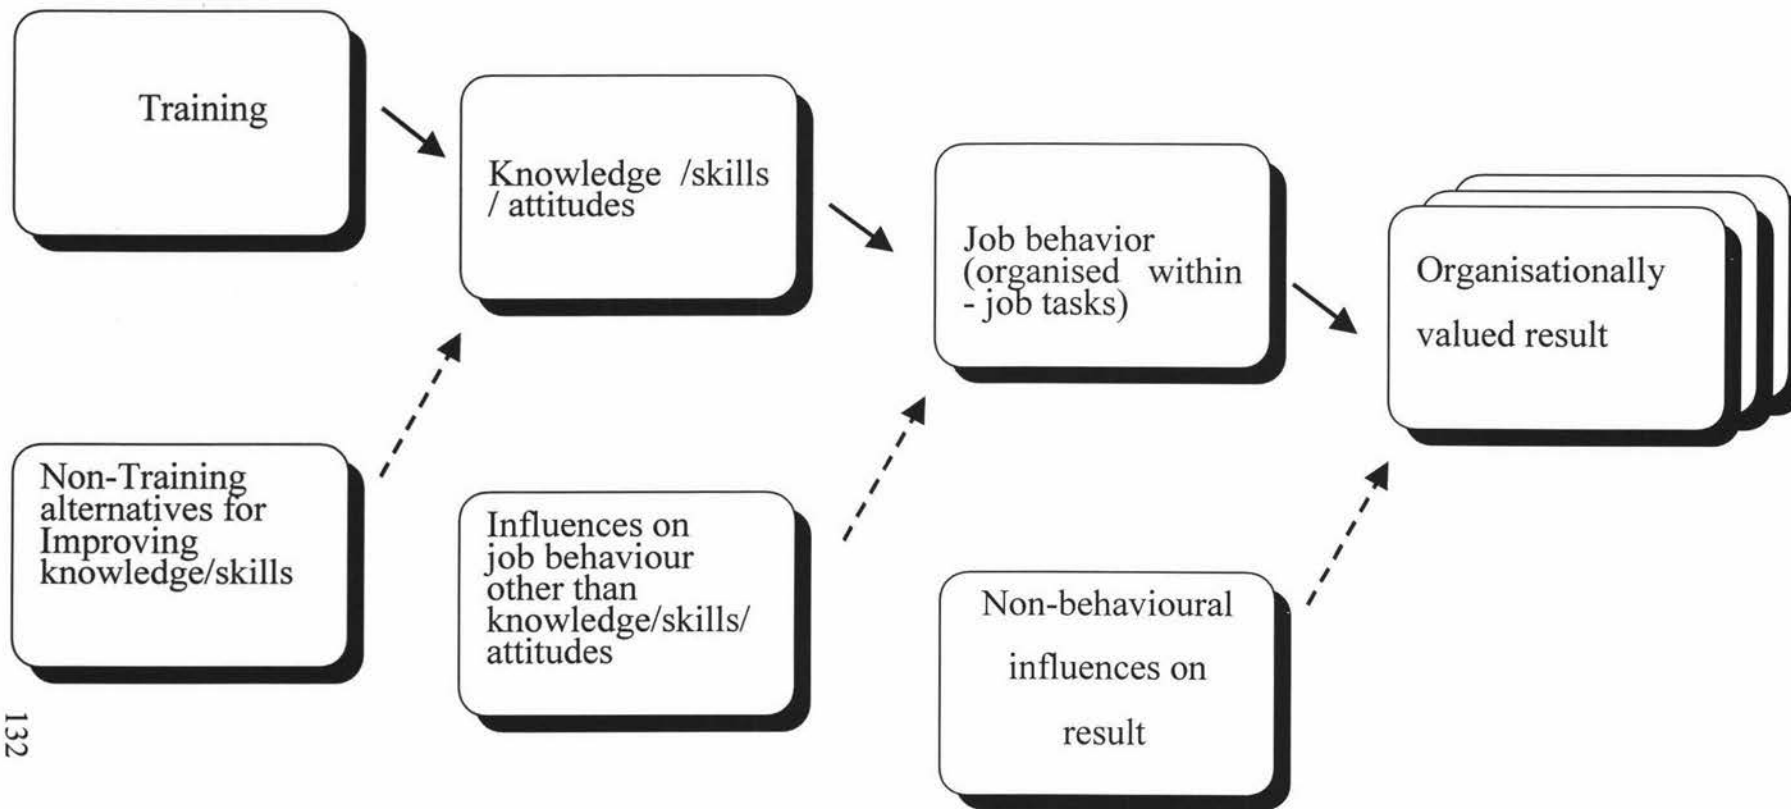 Training
Knowledge /skills
/ attitudes
Job behavior
(organised within
- job tasks)
Organisationally
valued result
Non-Training
alternatives for
Improving
knowledge/skills
Influences on
job behaviour
other than
knowledge/skills/
attitudes
Non-behavioural
influences on
result
132